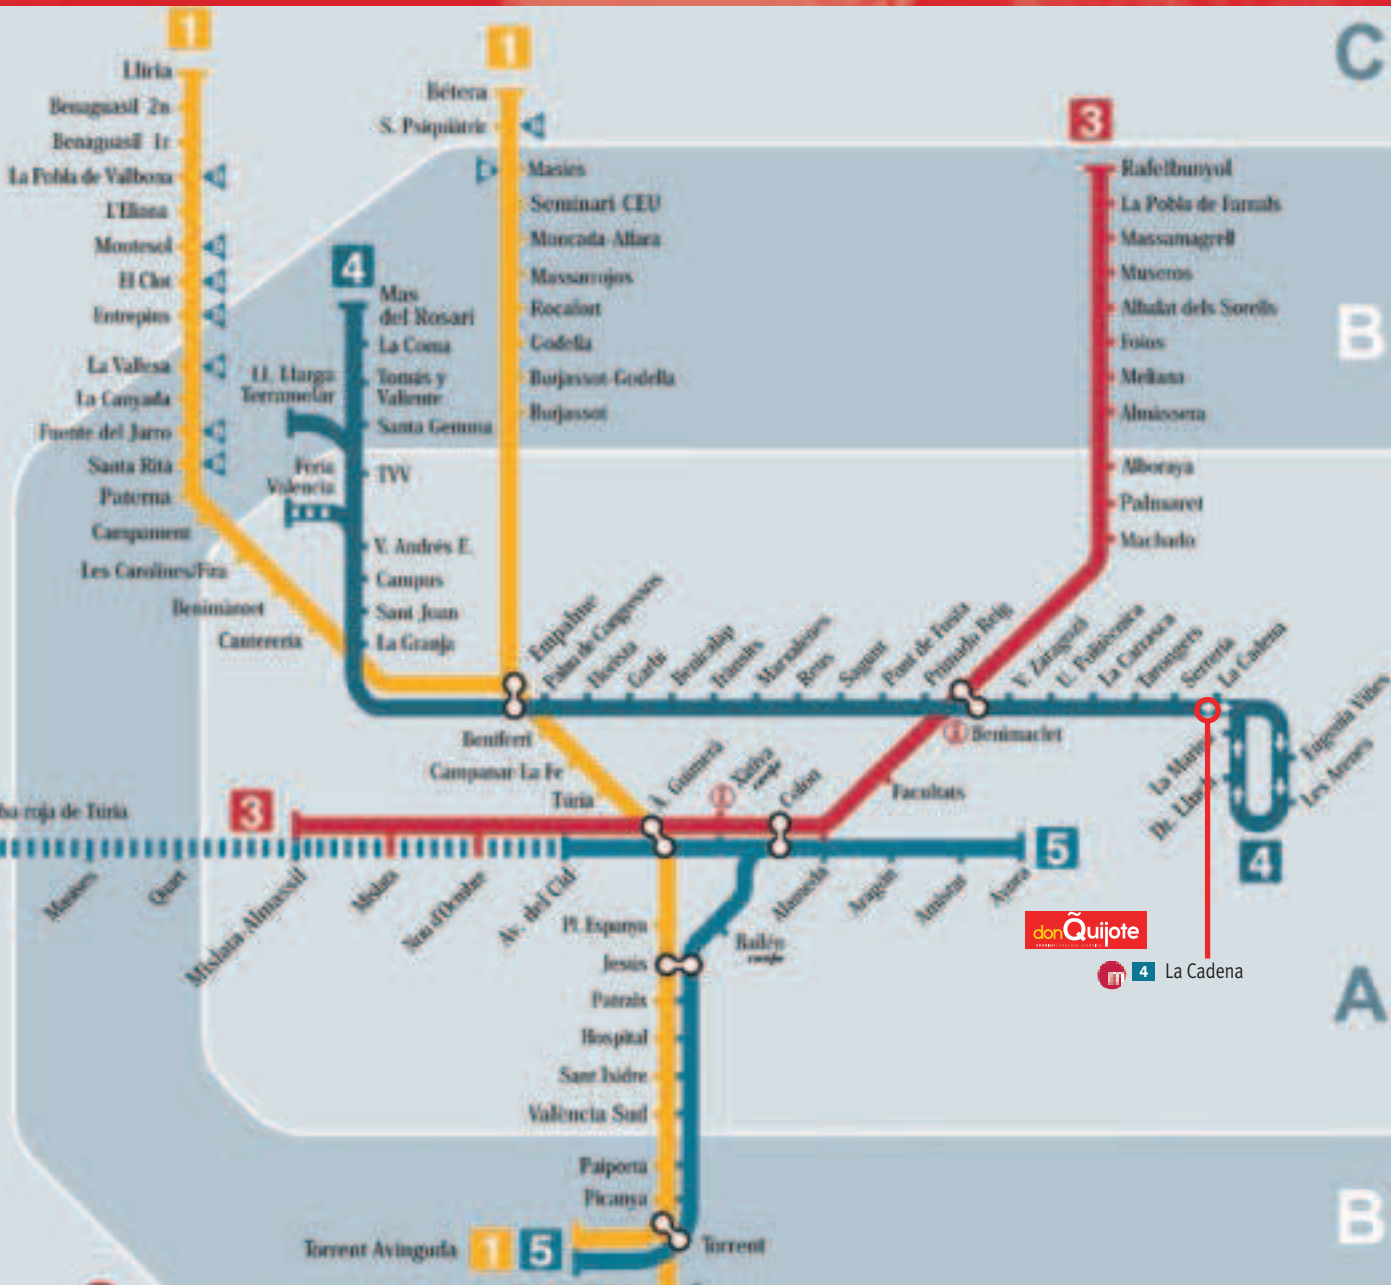 1
Llíria
Benaguasil 2n
Benaguasil 1r
La Pobla de Vallbona
L'Eliana
Montesol
El Clot
Entrepins
La Vallesa
La Canyada
Fuente del Jarro
Santa Rita
Paterna
Campament
Les Carolines/Fira
Benimàmet
Cantereria
1
Bétera
S. Psiquiàtric
Masies
Seminari CEU
Moncada-Alfara
Massarrojos
Rocafort
Godella
Burjassot-Godella
Burjassot
4
Mas
del Rosari
La Coma
Tomás y
Valiente
Santa Gemma
Ll. Llarga
Terramelar
TVV
Feria
Valencia
V. Andrés E.
Campus
Sant Joan
La Granja
3
Rafelbunyol
La Pobla de Farnals
Massamagrell
Museros
Albalat dels Sorells
Foios
Meliana
Almàssera
Alboraya
Palmaret
Machado
C
B
Empalme
Palau de Congressos
Floresta
Garbí
Benicalap
Trànsits
Marxalenes
Reus
Sagunt
Pont de Fusta
Primado Reig
V. Zaragozá
U. Politècnica
La Carrasca
Tarongers
Serrería
La Cadena
Eugenia Viñes
Les Arenes
La Marina
Dr. Lluch
4
Benimaclet
Facultats
Beniferri
Campanar-La Fe
Túria
À. Guimerà
Xàtiva
Colón
3
ba-roja de Túria
Manises
Quart
Mislata-Almassil
Mislata
Nou d'Octubre
Av. del Cid
Alameda
Aragón
Amistat
Ayora
5
Bailén
Pl. Espanya
Jesús
Patraix
Hospital
Sant Isidre
València Sud
Paiporta
Picanya
Torrent
Torrent Avinguda
1
5
donQuijote
4 La Cadena
A
B